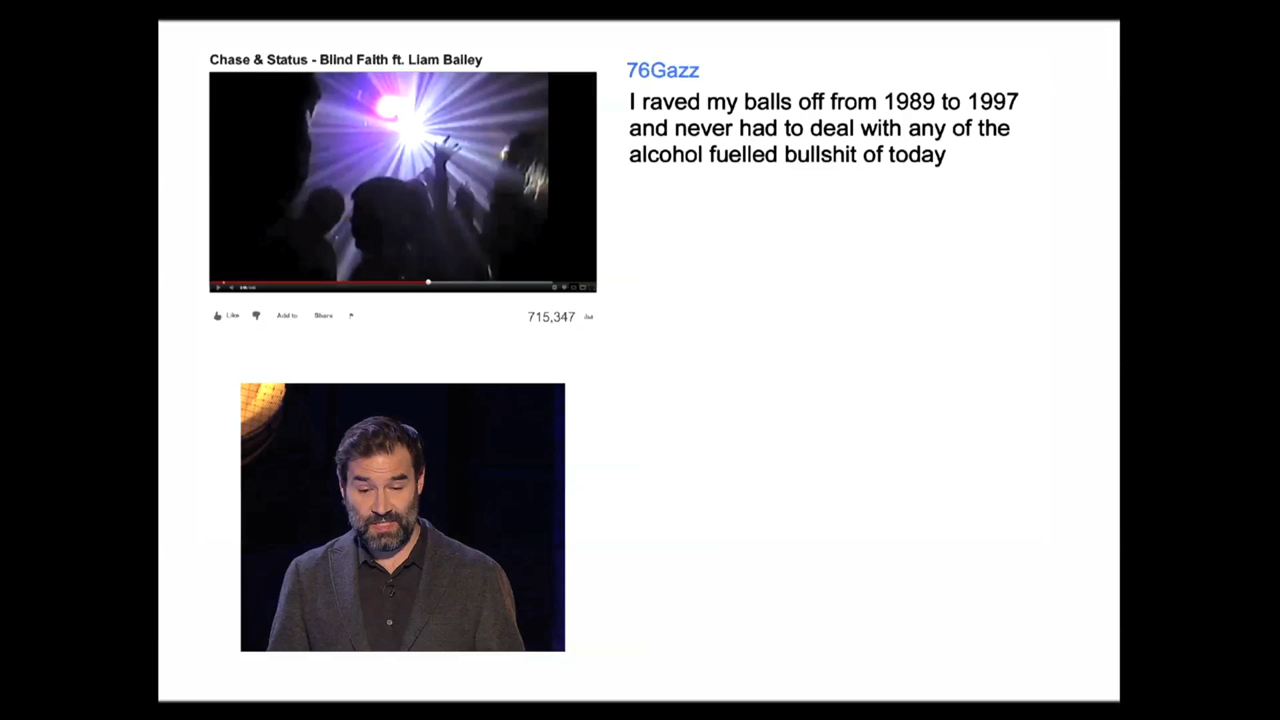 Chase & Status - Blind Faith ft. Liam Bailey
76Gazz
I raved my balls off from 1989 to 1997
and never had to deal with any of the
alcohol fuelled bullshit of today
Like
Add to
Share
715,347